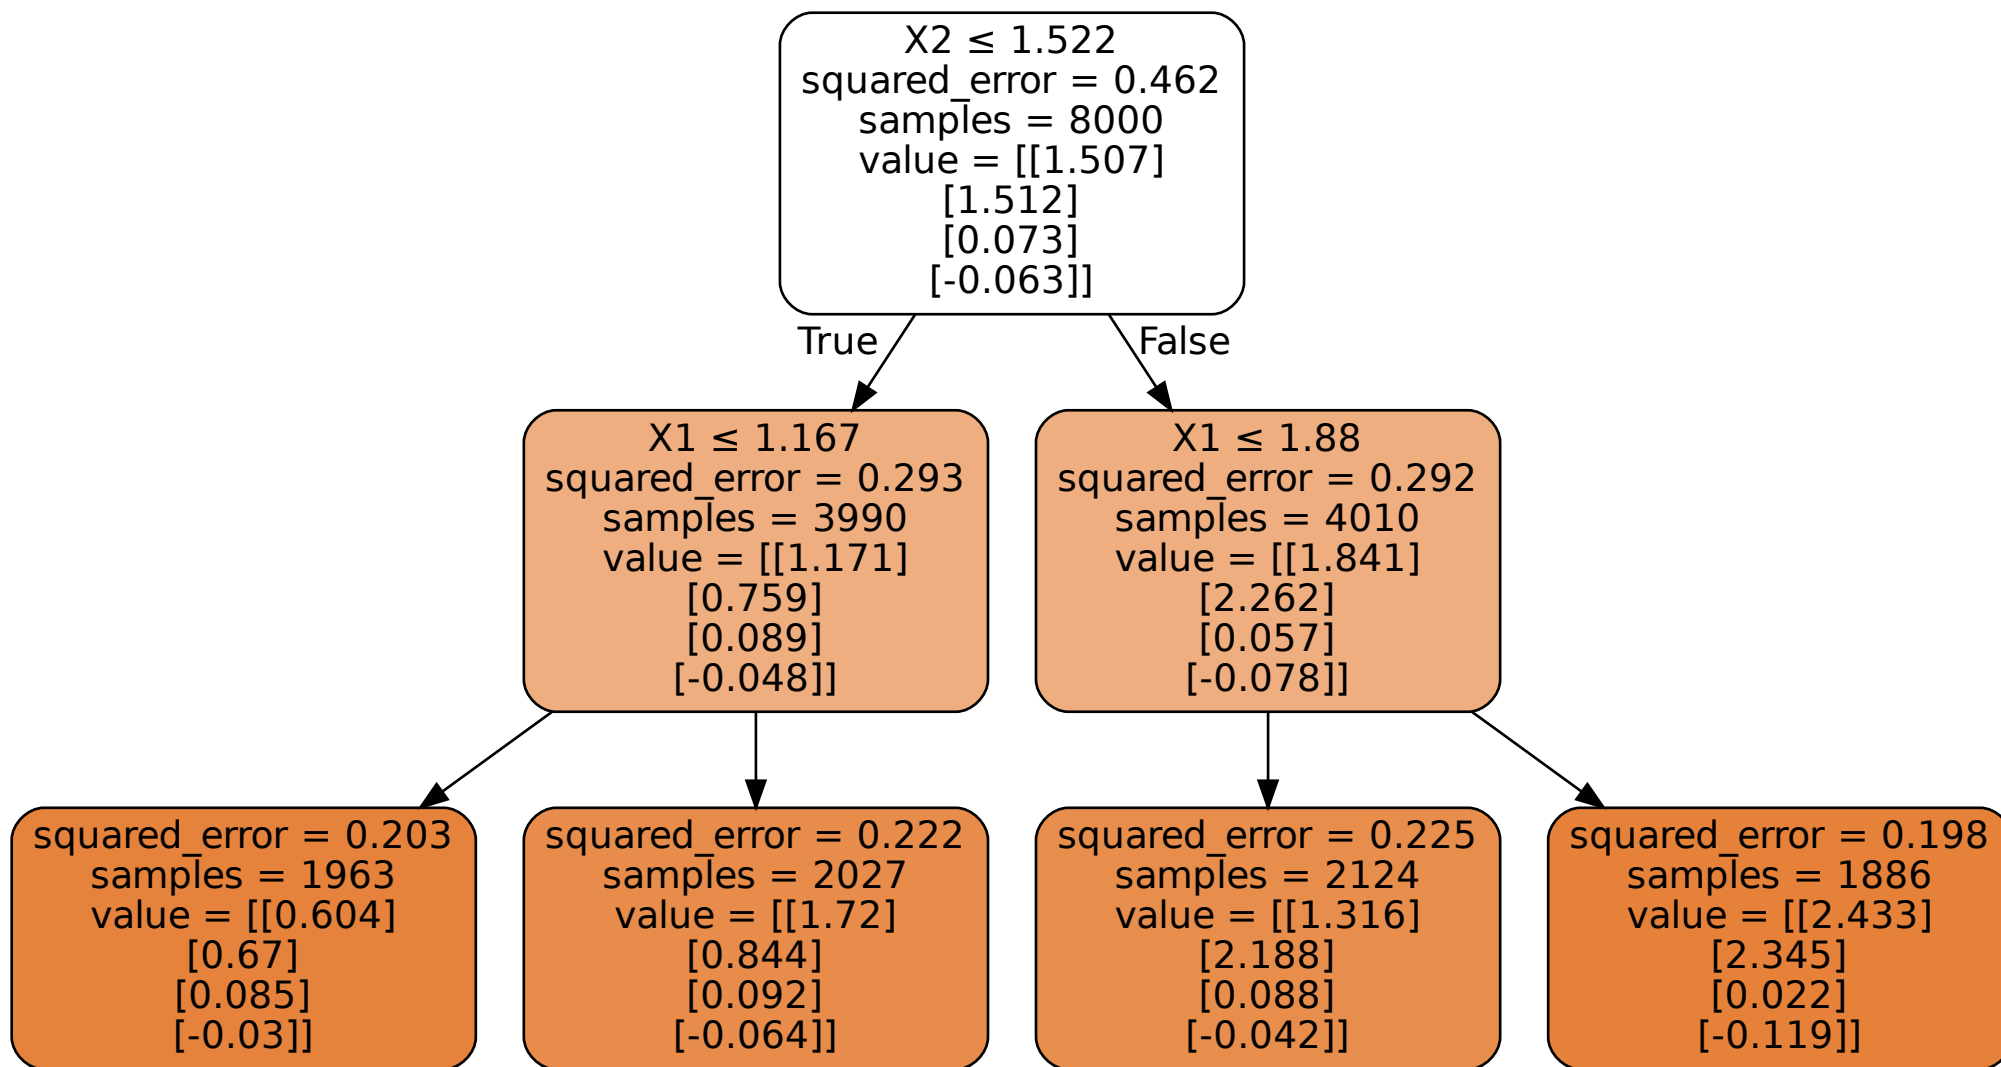 X2 ≤ 1.522
squared_error = 0.462
samples = 8000
value = [[1.507]
[1.512]
[0.073]
[-0.063]]
True
False
X1 ≤ 1.167
squared_error = 0.293
samples = 3990
value = [[1.171]
[0.759]
[0.089]
[-0.048]]
X1 ≤ 1.88
squared_error = 0.292
samples = 4010
value = [[1.841]
[2.262]
[0.057]
[-0.078]]
squared_error = 0.203
samples = 1963
value = [[0.604]
[0.67]
[0.085]
[-0.03]]
squared_error = 0.222
samples = 2027
value = [[1.72]
[0.844]
[0.092]
[-0.064]]
squared_error = 0.225
samples = 2124
value = [[1.316]
[2.188]
[0.088]
[-0.042]]
squared_error = 0.198
samples = 1886
value = [[2.433]
[2.345]
[0.022]
[-0.119]]